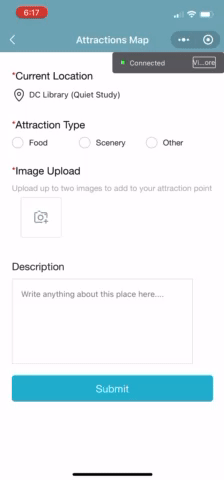 6:17
Attractions Map
Connected
Vi...ore
*Current Location
DC Library (Quiet Study)
*Attraction Type
Food
Scenery
Other
*Image Upload
Upload up to two images to add to your attraction point
Description
Write anything about this place here....
Submit